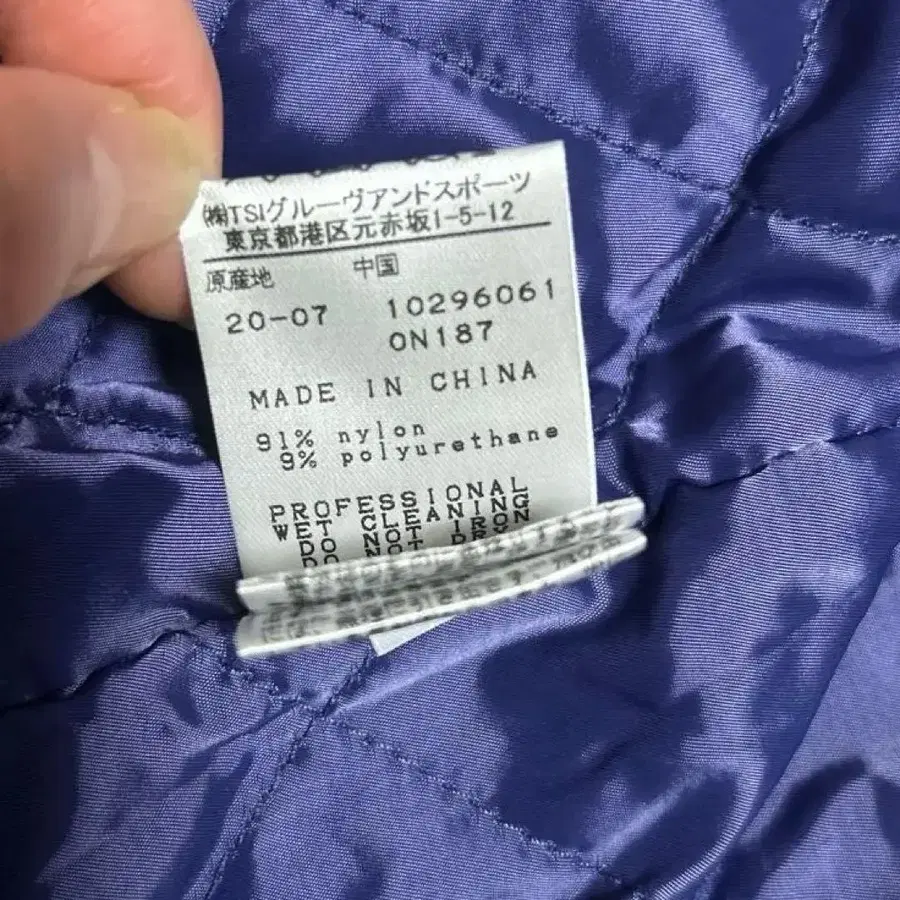 ㈱TSIグルーヴアンドスポーツ
東京都港区元赤坂1-5-12
原産地 中国
20-07 10296061
0N187
MADE IN CHINA
91% nylon
9% polyurethane
PROFESSIONAL
WET CLEANING
DO NOT IRON
DO